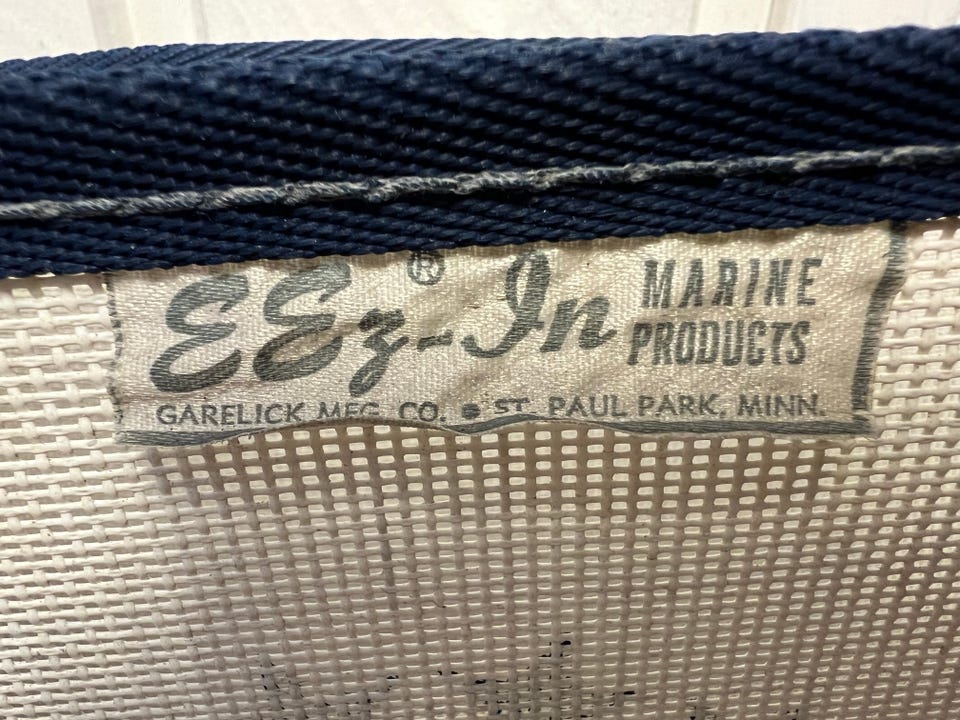 EEz-In® MARINE
PRODUCTS
GARELICK MFG. CO. • ST. PAUL PARK, MINN.